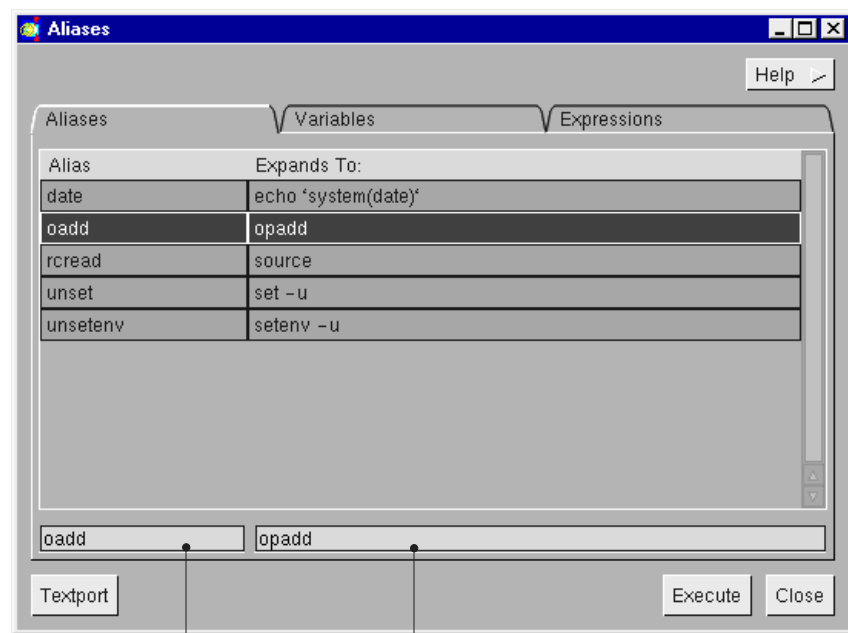 Aliases
Help
Aliases Variables Expressions
Alias Expands To:
date echo ‘system(date)‘
oadd opadd
rcread source
unset set –u
unsetenv setenv –u
oadd opadd
Textport Execute Close